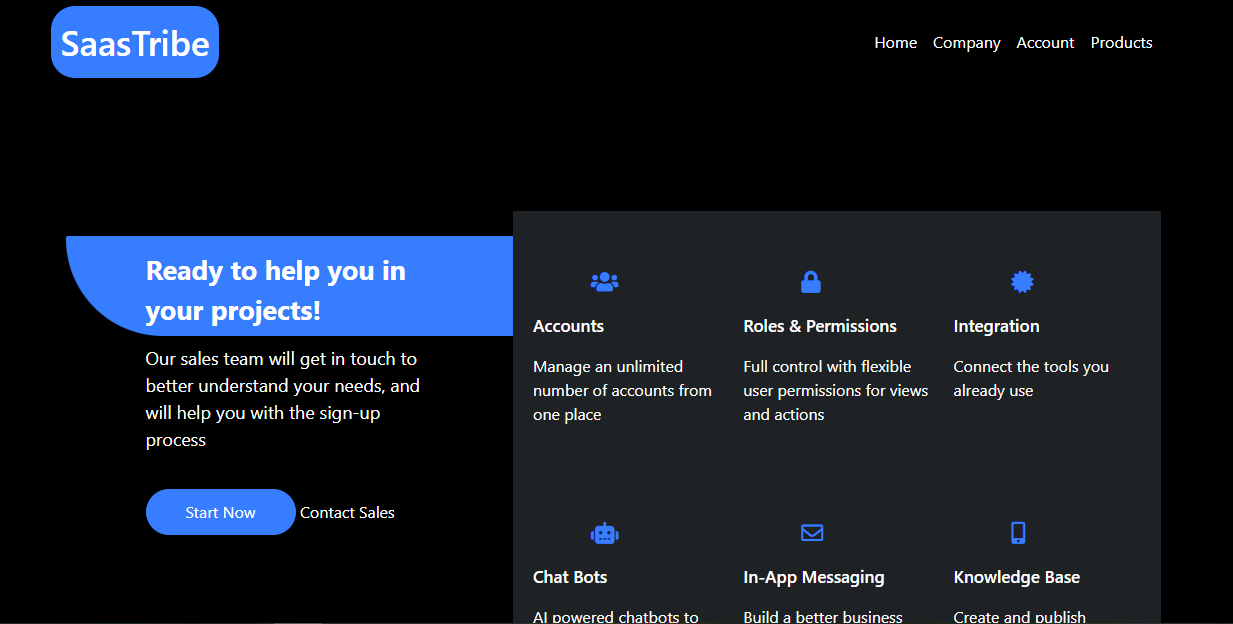 SaasTribe
Home Company Account Products
Ready to help you in
your projects!
Our sales team will get in touch to
better understand your needs, and
will help you with the sign-up
process
Start Now Contact Sales
Accounts
Manage an unlimited
number of accounts from
one place
Roles & Permissions
Full control with flexible
user permissions for views
and actions
Integration
Connect the tools you
already use
Chat Bots
AI powered chatbots to
In-App Messaging
Build a better business
Knowledge Base
Create and publish